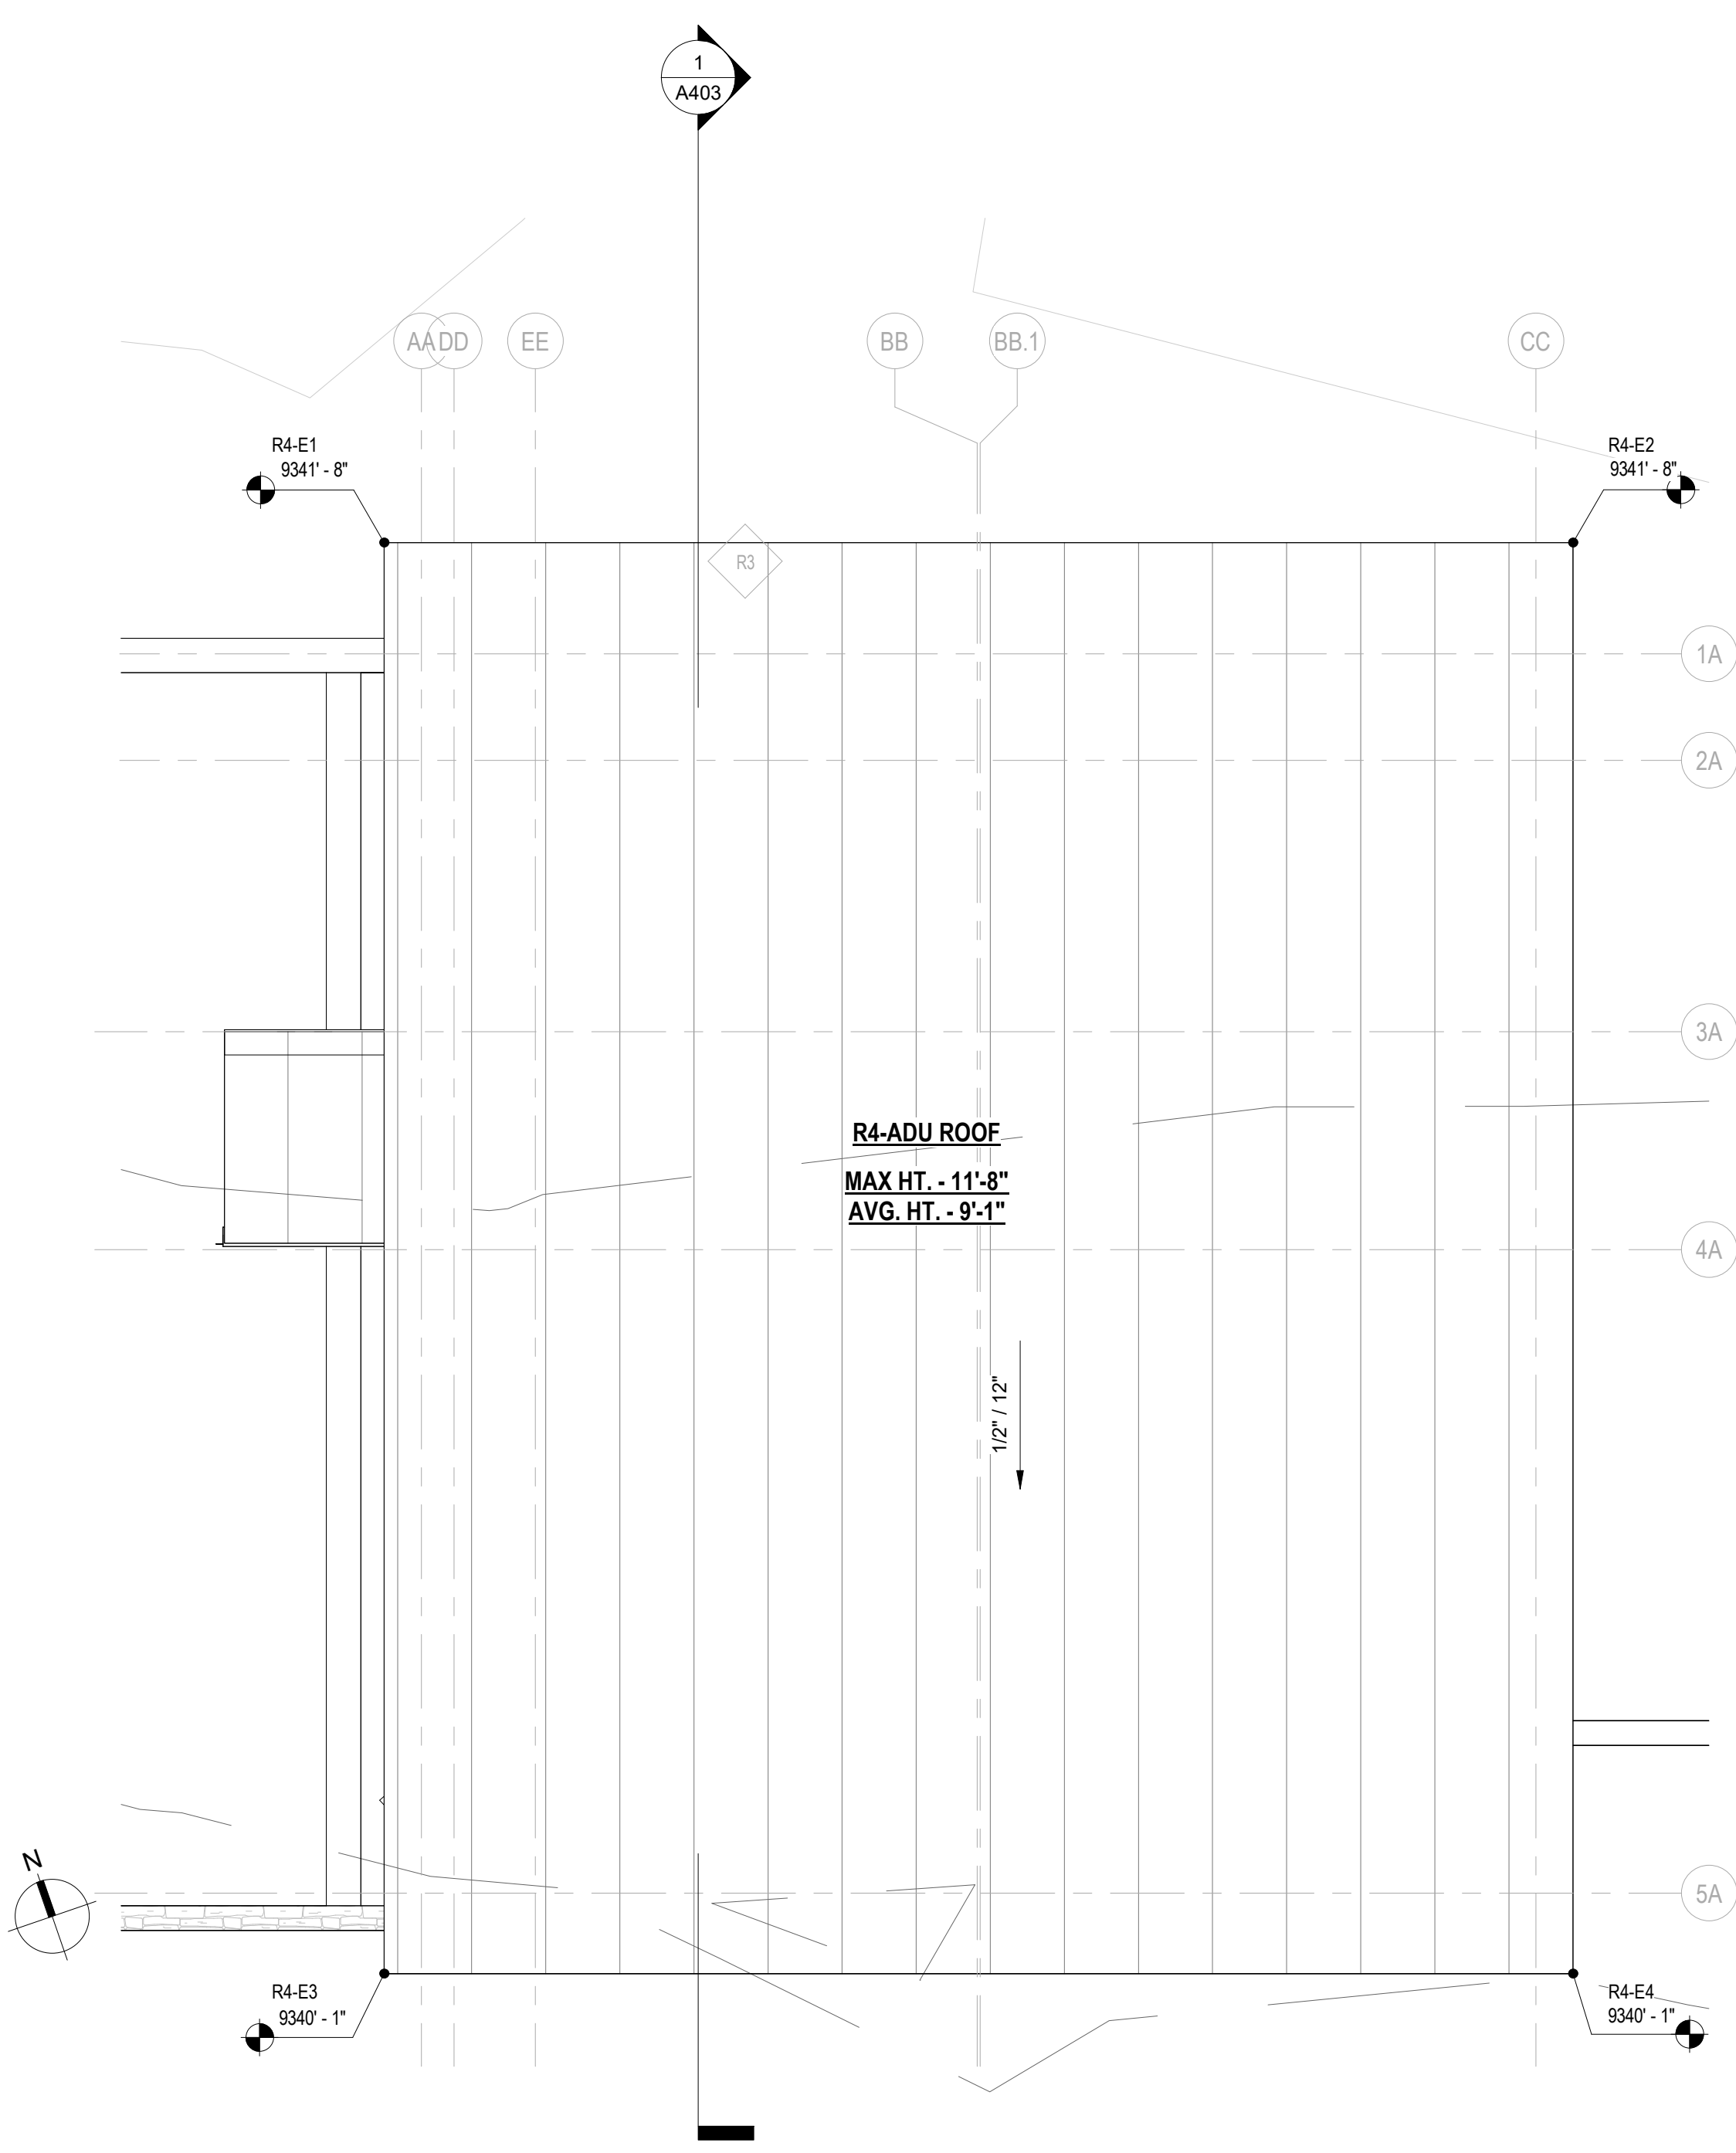 1
A403
AA
DD
EE
BB
BB.1
CC
R4-E1
9341' - 8"
R4-E2
9341' - 8"
R3
1A
2A
3A
R4-ADU ROOF
MAX HT. - 11'-8"
AVG. HT. - 9'-1"
4A
1/2" / 12"
N
5A
R4-E3
9340' - 1"
R4-E4
9340' - 1"